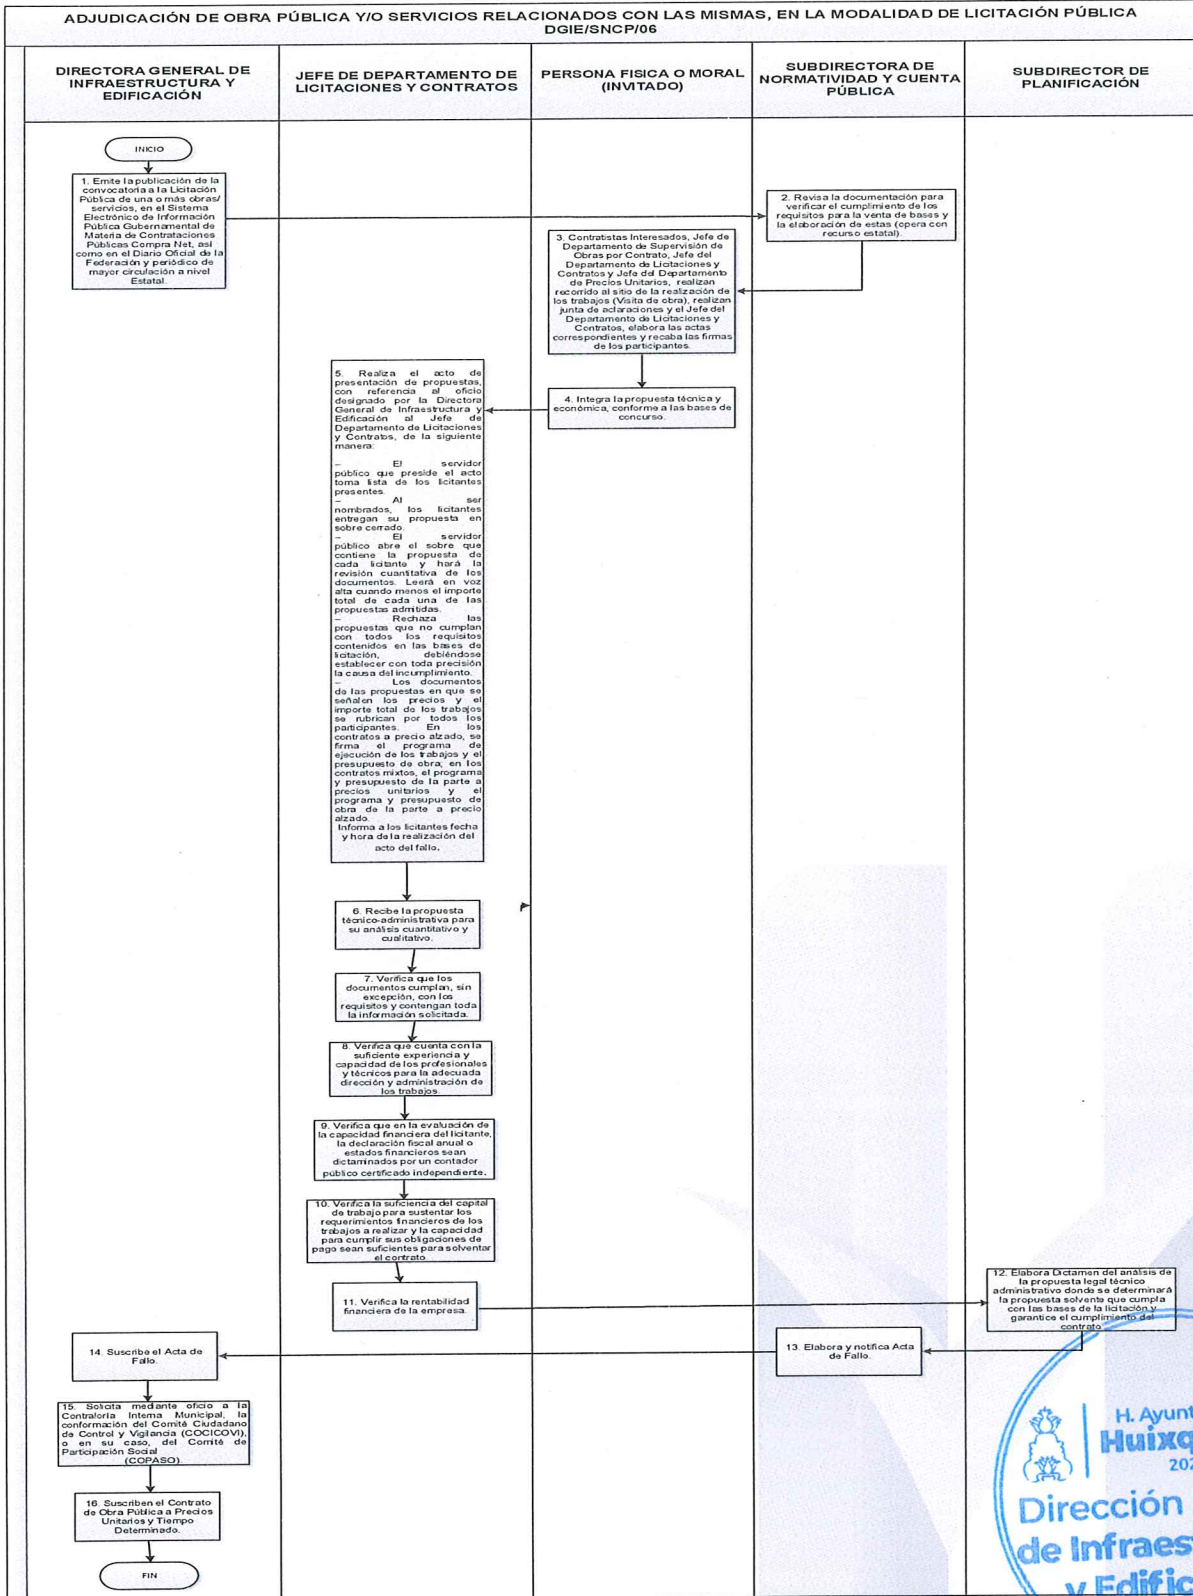 ADJUDICACIÓN DE OBRA PÚBLICA Y/O SERVICIOS RELACIONADOS CON LAS MISMAS, EN LA MODALIDAD DE LICITACIÓN PÚBLICA
DGIE/SNCP/06
DIRECTORA GENERAL DE
INFRAESTRUCTURA Y
EDIFICACIÓN
JEFE DE DEPARTAMENTO DE
LICITACIONES Y CONTRATOS
PERSONA FISICA O MORAL
(INVITADO)
SUBDIRECTORA DE
NORMATIVIDAD Y CUENTA
PÚBLICA
SUBDIRECTOR DE
PLANIFICACIÓN
INICIO
1. Emite la publicación de la
convocatoria a la Licitación
Pública de una o más obras/
servicios, en el Sistema
Electrónico de Información
Pública Gubernamental de
Materia de Contrataciones
Públicas Compra Net, así
como en el Diario Oficial de la
Federación y periódico de
mayor circulación a nivel
Estatal.
2. Revisa la documentación para
verificar el cumplimiento de los
requisitos para la venta de bases y
la elaboración de estas (opera con
recurso estatal).
3. Contratistas Interesados, Jefe de
Departamento de Supervisión de
Obras por Contrato, Jefe del
Departamento de Licitaciones y
Contratos y Jefe del Departamento
de Precios Unitarios, realizan
recorrido al sitio de la realización de
los trabajos (Visita de obra), realizan
junta de aclaraciones y el Jefe del
Departamento de Licitaciones y
Contratos, elabora las actas
correspondientes y recaba las firmas
de los participantes.
4. Integra la propuesta técnica y
económica, conforme a las bases de
concurso.
5. Realiza el acto de
presentación de propuestas,
con referencia al oficio
designado por la Directora
General de Infraestructura y
Edificación al Jefe de
Departamento de Licitaciones
y Contratos, de la siguiente
manera:
– El servidor
público que preside el acto
toma lista de los licitantes
presentes.
– Al ser
nombrados, los licitantes
entregan su propuesta en
sobre cerrado.
– El servidor
público abre el sobre que
contiene la propuesta de
cada licitante y hará la
revisión cuantitativa de los
documentos. Leerá en voz
alta cuando menos el importe
total de cada una de las
propuestas admitidas.
– Rechaza las
propuestas que no cumplan
con todos los requisitos
contenidos en las bases de
licitación, debiéndose
establecer con toda precisión
la causa del incumplimiento.
– Los documentos
de las propuestas en que se
señalen los precios y el
importe total de los trabajos
se rubrican por todos los
participantes. En los
contratos a precio alzado, se
firma el programa de
ejecución de los trabajos y el
presupuesto de obra; en los
contratos mixtos, el programa
y presupuesto de la parte a
precios unitarios y el
programa y presupuesto de
obra de la parte a precio
alzado.
Informa a los licitantes fecha
y hora de la realización del
acto del fallo.
6. Recibe la propuesta
técnico-administrativa para
su análisis cuantitativo y
cualitativo.
7. Verifica que los
documentos cumplan, sin
excepción, con los
requisitos y contengan toda
la información solicitada.
8. Verifica que cuenta con la
suficiente experiencia y
capacidad de los profesionales
y técnicos para la adecuada
dirección y administración de
los trabajos.
9. Verifica que en la evaluación de
la capacidad financiera del licitante,
la declaración fiscal anual o
estados financieros sean
dictaminados por un contador
público certificado independiente.
10. Verifica la suficiencia del capital
de trabajo para sustentar los
requerimientos financieros de los
trabajos a realizar y la capacidad
para cumplir sus obligaciones de
pago sean suficientes para solventar
el contrato.
11. Verifica la rentabilidad
financiera de la empresa.
12. Elabora Dictamen del análisis de
la propuesta legal técnico
administrativo donde se determinará
la propuesta solvente que cumpla
con las bases de la licitación y
garantice el cumplimiento del
contrato
13. Elabora y notifica Acta
de Fallo.
14. Suscribe el Acta de
Fallo.
15. Solicita mediante oficio a la
Contraloría Interna Municipal, la
conformación del Comité Ciudadano
de Control y Vigilancia (COCICOVI),
o en su caso, del Comité de
Participación Social
(COPASO).
16. Suscriben el Contrato
de Obra Pública a Precios
Unitarios y Tiempo
Determinado.
FIN
H. Ayunt
Huixq
202
Dirección
de Infraes
y Edific